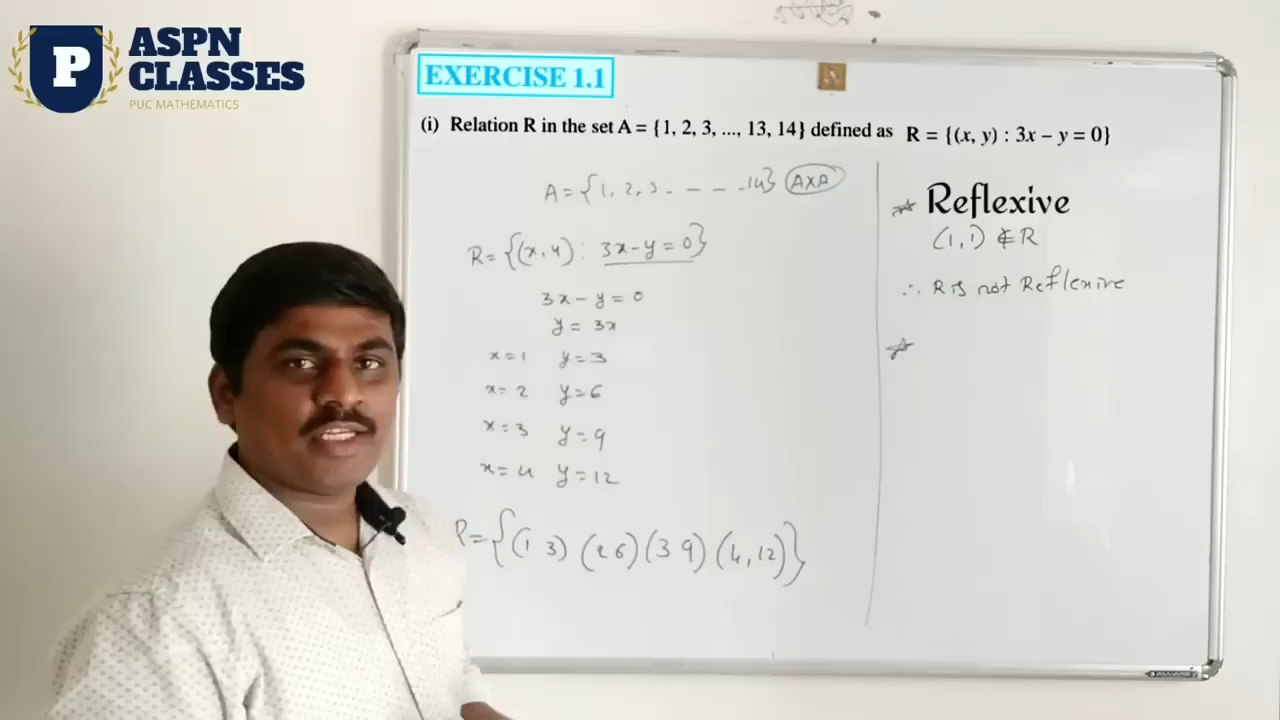 P
ASPN
CLASSES
PUC MATHEMATICS
EXERCISE 1.1
(i) Relation R in the set A = {1, 2, 3, ..., 13, 14} defined as R = {(x, y) : 3x – y = 0}
A = {1, 2, 3 - - - - 14} AXA
R = {(x, y) : 3x - y = 0}
3x - y = 0
y = 3x
x = 1 y = 3
x = 2 y = 6
x = 3 y = 9
x = 4 y = 12
R = {(1 3) (2 6) (3 9) (4, 12)}
Reflexive
(1, 1) ∉ R
∴ R is not Reflexive